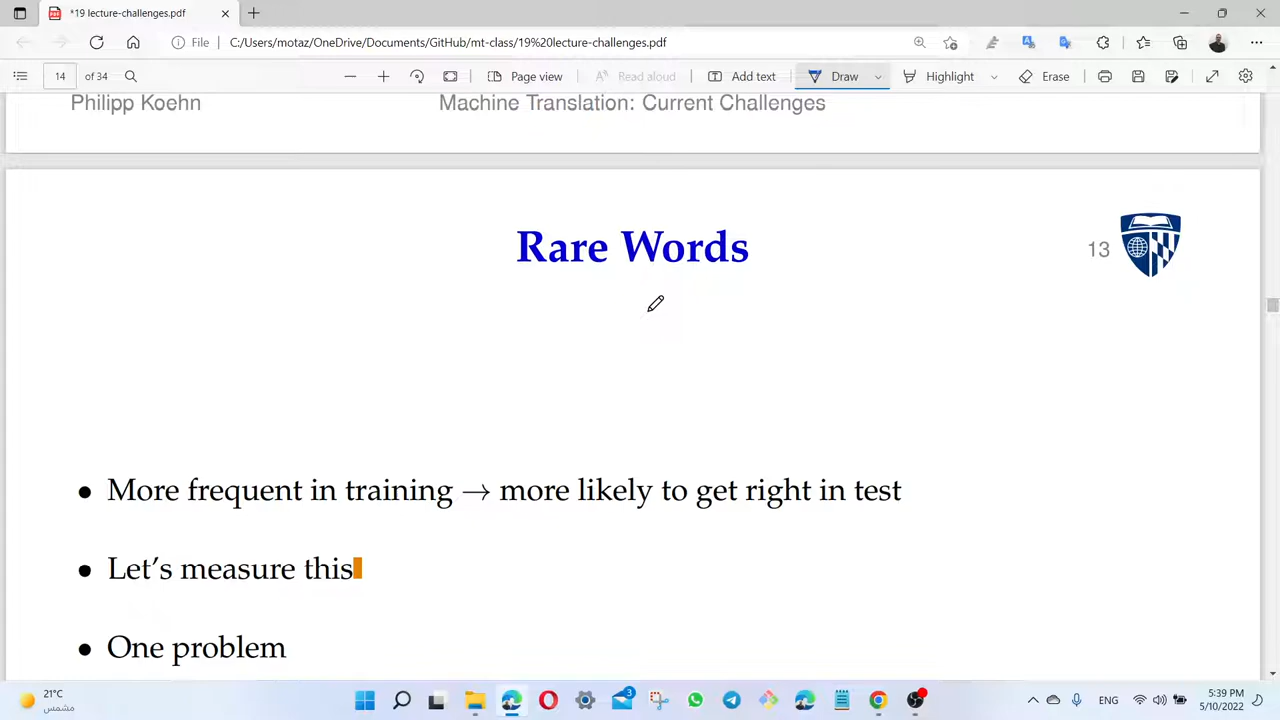 *19 lecture-challenges.pdf
File C:/Users/motaz/OneDrive/Documents/GitHub/mt-class/19%20lecture-challenges.pdf
14 of 34 Page view Read aloud Add text Draw Highlight Erase
Philipp Koehn Machine Translation: Current Challenges
Rare Words 13
• More frequent in training → more likely to get right in test
• Let's measure this
• One problem
21°C
مشمس
3
ENG
5:39 PM
5/10/2022